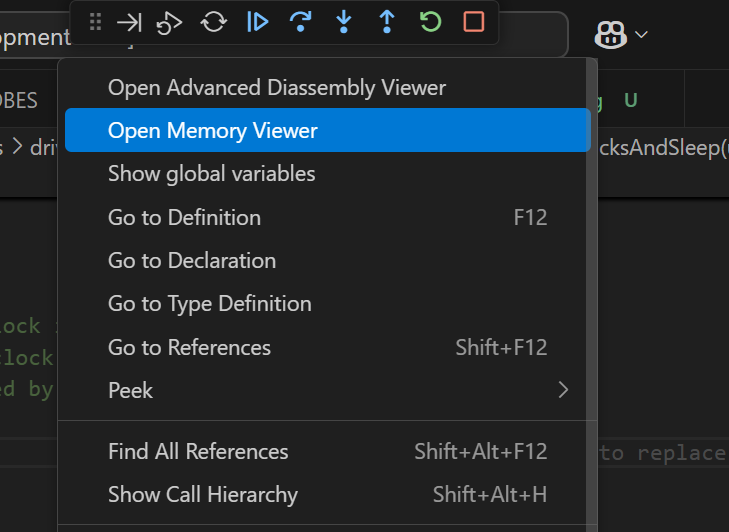 opment
Open Advanced Diassembly Viewer
OBES
U
Open Memory Viewer
cksAndSleep(
Show global variables
Go to Definition F12
Go to Declaration
Go to Type Definition
lock
Go to References Shift+F12
clock
Peek
ed by
Find All References Shift+Alt+F12
to replace
Show Call Hierarchy Shift+Alt+H